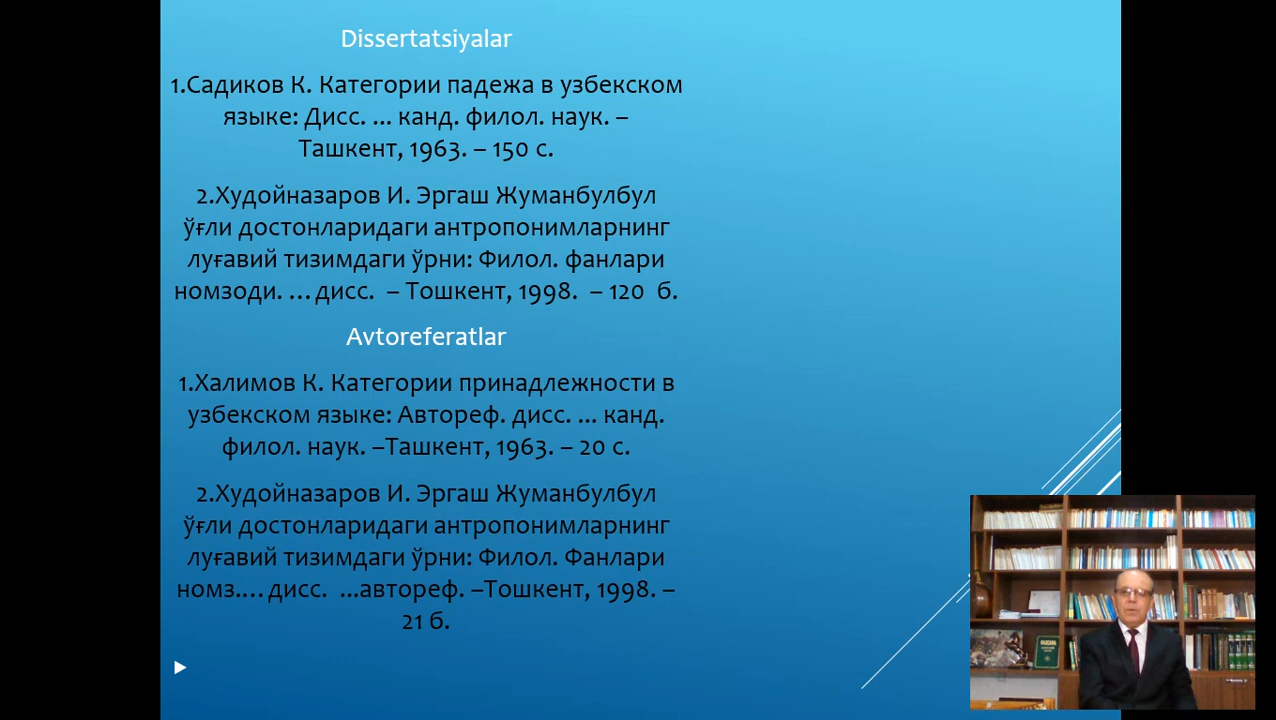 Dissertatsiyalar
1.Садиков К. Категории падежа в узбекском
языке: Дисс. ... канд. филол. наук. –
Ташкент, 1963. – 150 с.
2.Худойназаров И. Эргаш Жуманбулбул
ўғли достонларидаги антропонимларнинг
луғавий тизимдаги ўрни: Филол. фанлари
номзоди. …дисс.  – Тошкент, 1998.  – 120  б.
Avtoreferatlar
1.Халимов К. Категории принадлежности в
узбекском языке: Автореф. дисс. ... канд.
филол. наук. –Ташкент, 1963. – 20 с.
2.Худойназаров И. Эргаш Жуманбулбул
ўғли достонларидаги антропонимларнинг
луғавий тизимдаги ўрни: Филол. Фанлари
номз.… дисс.  ...автореф. –Тошкент, 1998. –
21 б.